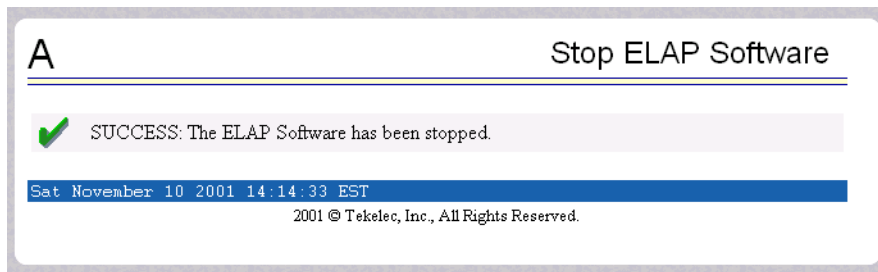 A
Stop ELAP Software
SUCCESS: The ELAP Software has been stopped.
Sat November 10 2001 14:14:33 EST
2001 © Tekelec, Inc., All Rights Reserved.